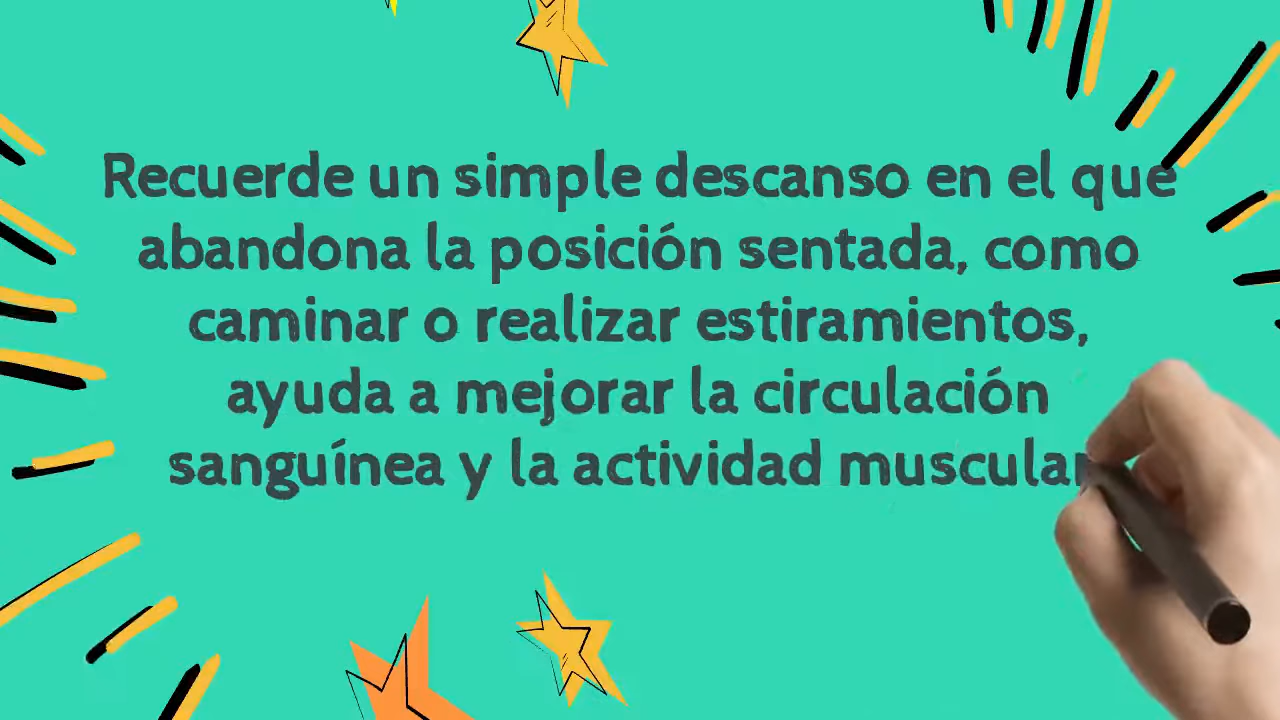 Recuerde un simple descanso en el que
abandona la posición sentada, como
caminar o realizar estiramientos,
ayuda a mejorar la circulación
sanguínea y la actividad muscular